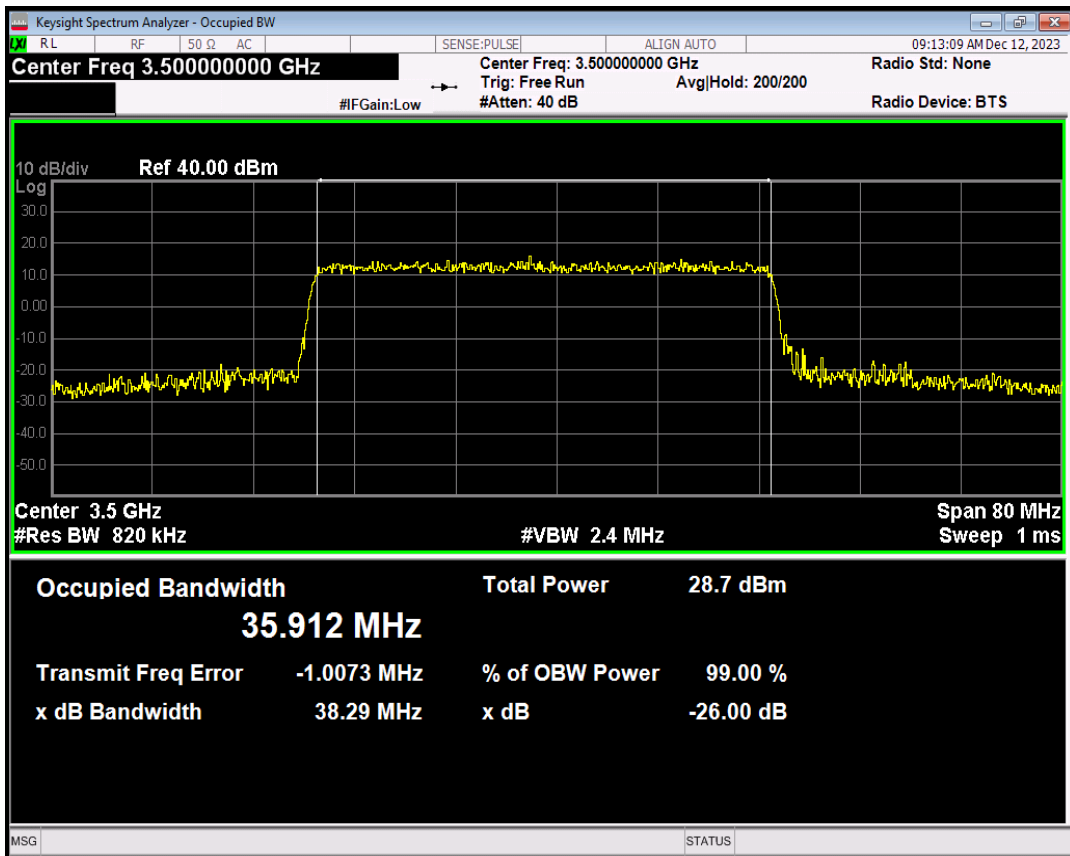 Keysight Spectrum Analyzer - Occupied BW
LXI RL RF 50 Ω AC SENSE:PULSE ALIGN AUTO 09:13:09 AM Dec 12, 2023
Center Freq 3.500000000 GHz Center Freq: 3.500000000 GHz Radio Std: None
Trig: Free Run Avg|Hold: 200/200
#IFGain:Low #Atten: 40 dB Radio Device: BTS
10 dB/div Ref 40.00 dBm
Log
30.0
20.0
10.0
0.00
-10.0
-20.0
-30.0
-40.0
-50.0
Center 3.5 GHz Span 80 MHz
#Res BW 820 kHz #VBW 2.4 MHz Sweep 1 ms
Occupied Bandwidth Total Power 28.7 dBm
35.912 MHz
Transmit Freq Error -1.0073 MHz % of OBW Power 99.00 %
x dB Bandwidth 38.29 MHz x dB -26.00 dB
MSG STATUS